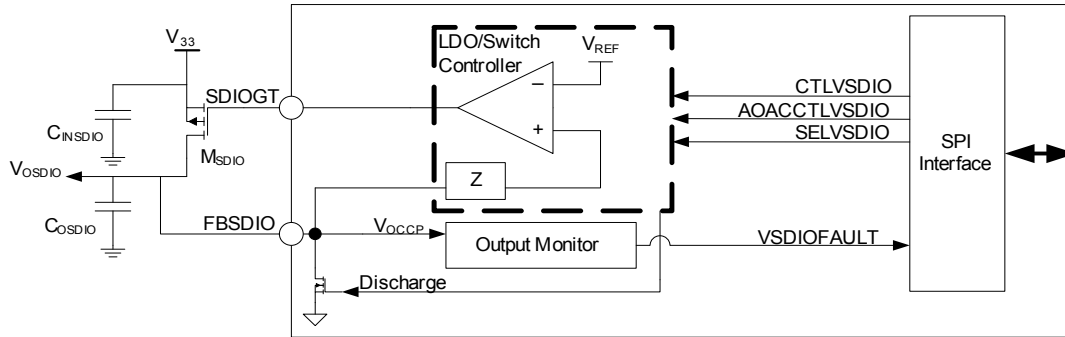 V33
LDO/Switch
Controller
VREF
SDIOGT
CTLVSDIO
AOACCTLVSDIO
SELVSDIO
CINSDIO
MSDIO
SPI
Interface
VOSDIO
Z
COSDIO
FBSDIO
VOCCP
Output Monitor
VSDIOFAULT
Discharge